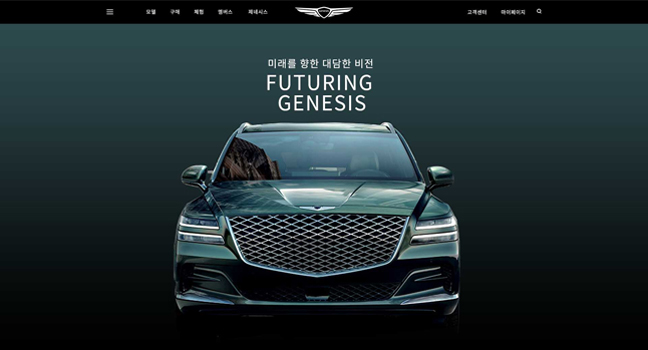 모델 구매 체험 멤버스 제네시스
고객센터 마이페이지
미래를 향한 대담한 비전
FUTURING
GENESIS